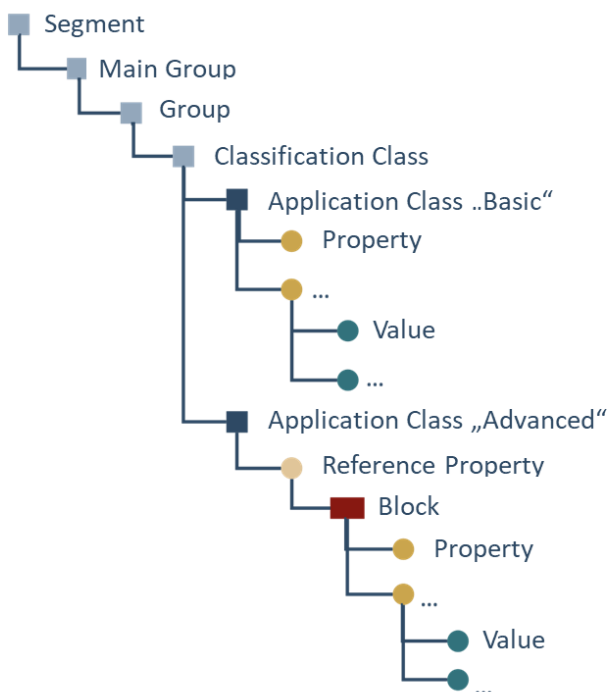 Segment
Main Group
Group
Classification Class
Application Class „Basic“
Property
...
Value
...
Application Class „Advanced“
Reference Property
Block
Property
...
Value
...